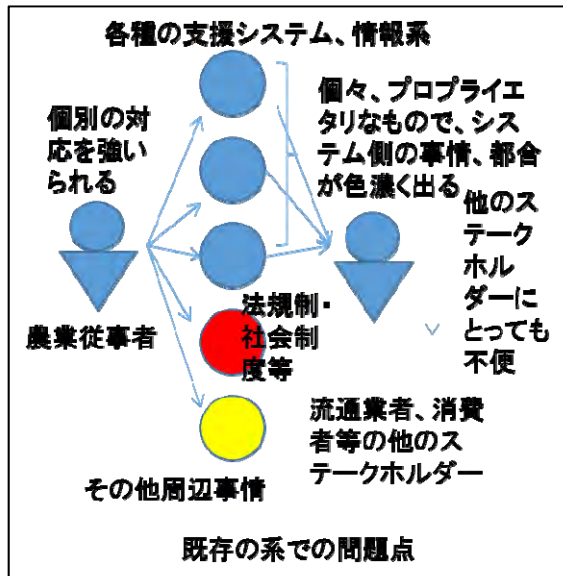 各種の支援システム、情報系
個別の対
応を強い
られる
個々、プロプライエ
タリなもので、シス
テム側の事情、都合
が色濃く出る
他のス
テーク
ホル
ダーに
とっても
不便
農業従事者
法規制・
社会制
度等
流通業者、消費
者等の他のス
テークホルダー
その他周辺事情
既存の系での問題点